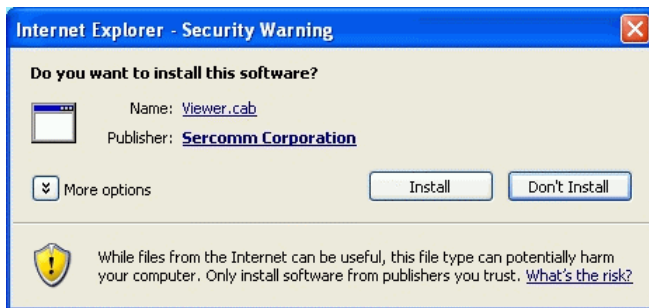 Internet Explorer - Security Warning
Do you want to install this software?
Name: Viewer.cab
Publisher: Sercomm Corporation
More options
Install
Don't Install
While files from the Internet can be useful, this file type can potentially harm
your computer. Only install software from publishers you trust. What's the risk?